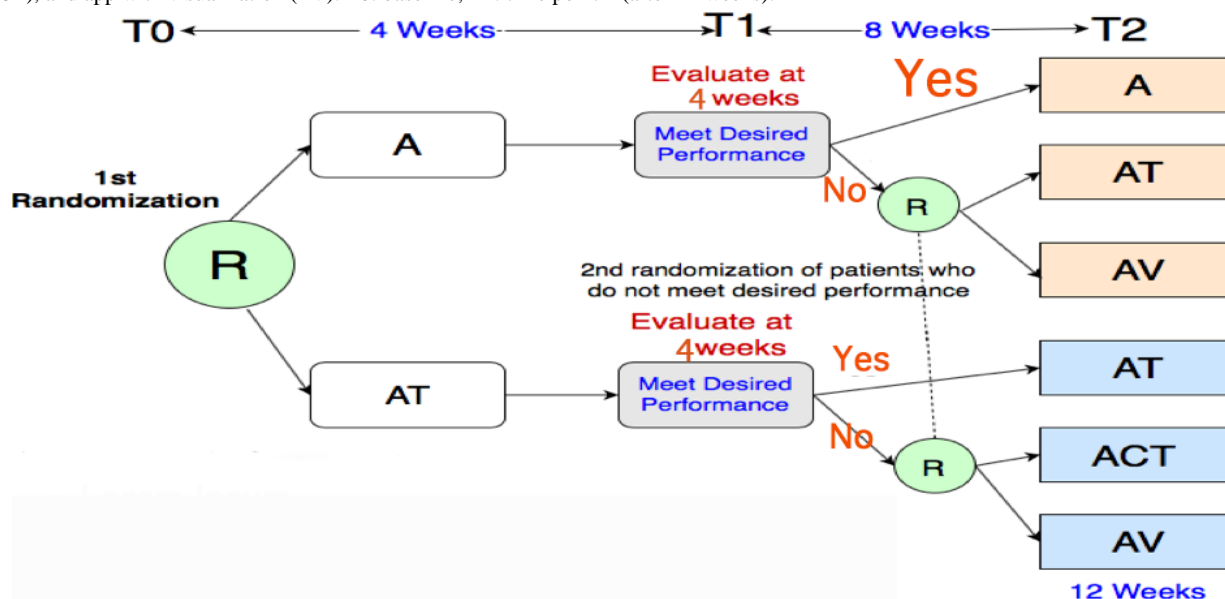 T0 4 Weeks T1 8 Weeks T2
Evaluate at
4 weeks
Yes
A
A
Meet Desired
Performance
1st
Randomization
No
R
AT
R
2nd randomization of patients who
do not meet desired performance
AV
Evaluate at
4 weeks
Yes
AT
AT
Meet Desired
Performance
No
R
ACT
AV
12 Weeks